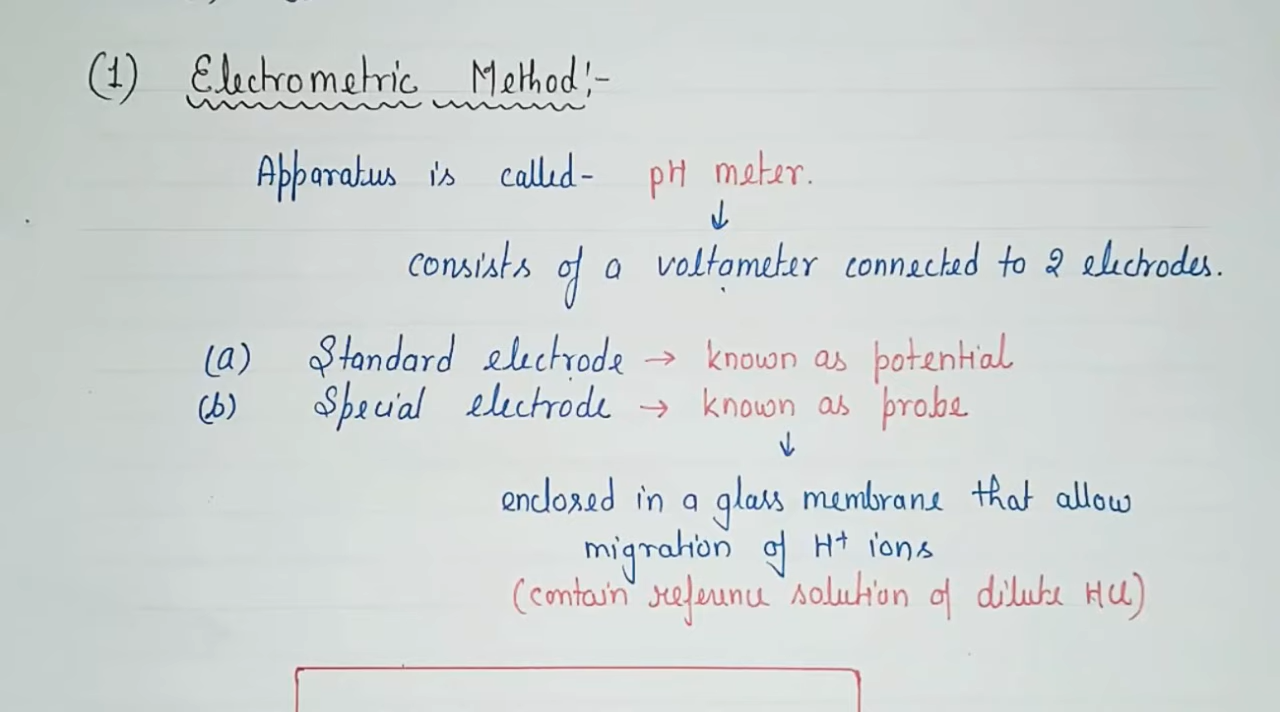 (1) Electrometric Method:-
Apparatus is called- pH meter.
↓
consists of a voltameter connected to 2 electrodes.
(a) Standard electrode → known as potential
(b) Special electrode → known as probe
↓
enclosed in a glass membrane that allow
migration of H+ ions
(contain reference solution of dilute HCl)